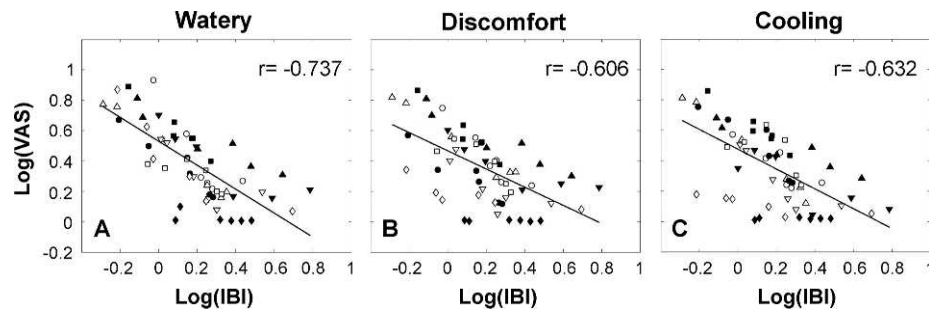 Watery Discomfort Cooling
r= -0.737 r= -0.606 r= -0.632
Log(VAS)
1
0.8
0.6
0.4
0.2
0
-0.2
A B C
-0.2 0 0.2 0.4 0.6 0.8 1 -0.2 0 0.2 0.4 0.6 0.8 1 -0.2 0 0.2 0.4 0.6 0.8 1
Log(IBI) Log(IBI) Log(IBI)